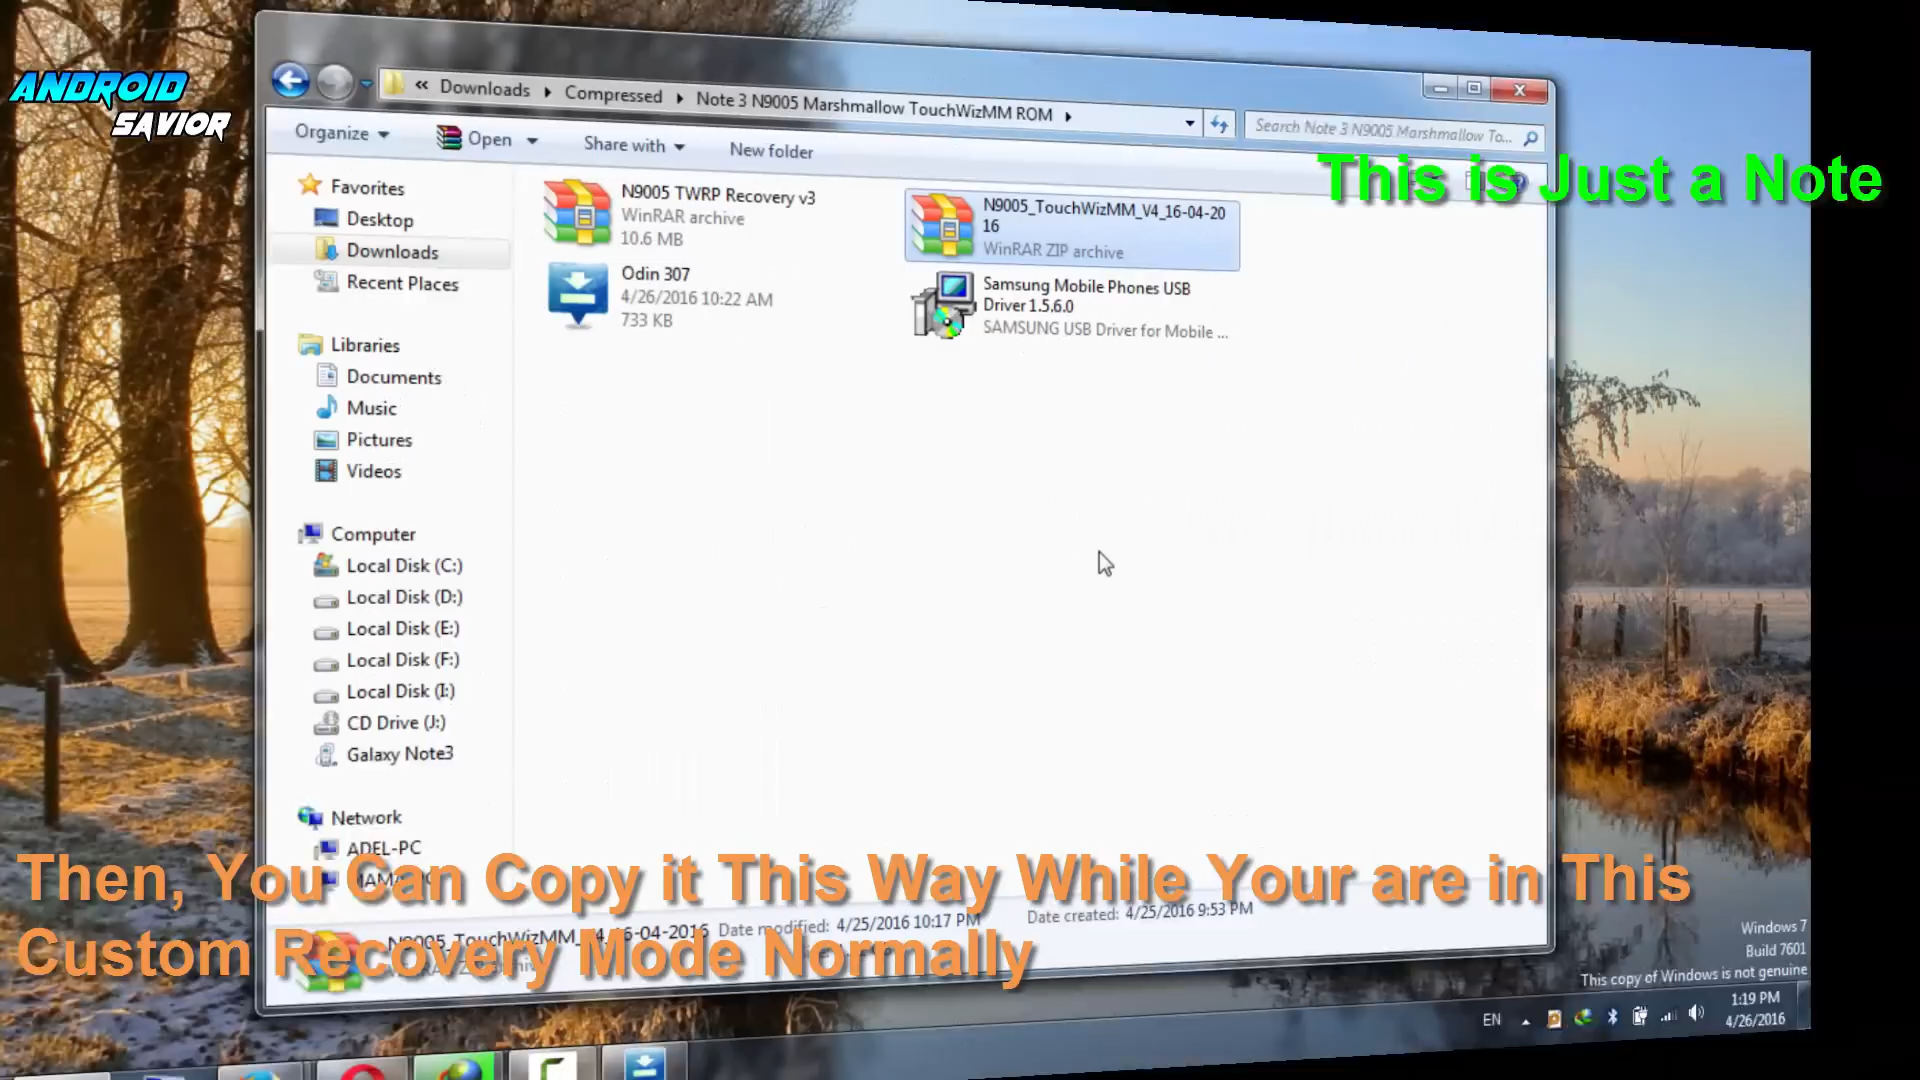 ANDROID
SAVIOR
« Downloads Compressed Note 3 N9005 Marshmallow TouchWizMM ROM
Search Note 3 N9005 Marshmallow To...
Organize Open Share with New folder
This is Just a Note
Favorites
Desktop
Downloads
Recent Places
Libraries
Documents
Music
Pictures
Videos
Computer
Local Disk (C:)
Local Disk (D:)
Local Disk (E:)
Local Disk (F:)
Local Disk (I:)
CD Drive (J:)
Galaxy Note3
Network
ADEL-PC
N9005 TWRP Recovery v3
WinRAR archive
10.6 MB
Odin 307
4/26/2016 10:22 AM
733 KB
N9005_TouchWizMM_V4_16-04-20
16
WinRAR ZIP archive
Samsung Mobile Phones USB
Driver 1.5.6.0
SAMSUNG USB Driver for Mobile ...
Then, You Can Copy it This Way While Your are in This
Custom Recovery Mode Normally
Date modified: 4/25/2016 10:17 PM
Date created: 4/25/2016 9:53 PM
Windows 7
Build 7601
This copy of Windows is not genuine
EN
1:19 PM
4/26/2016